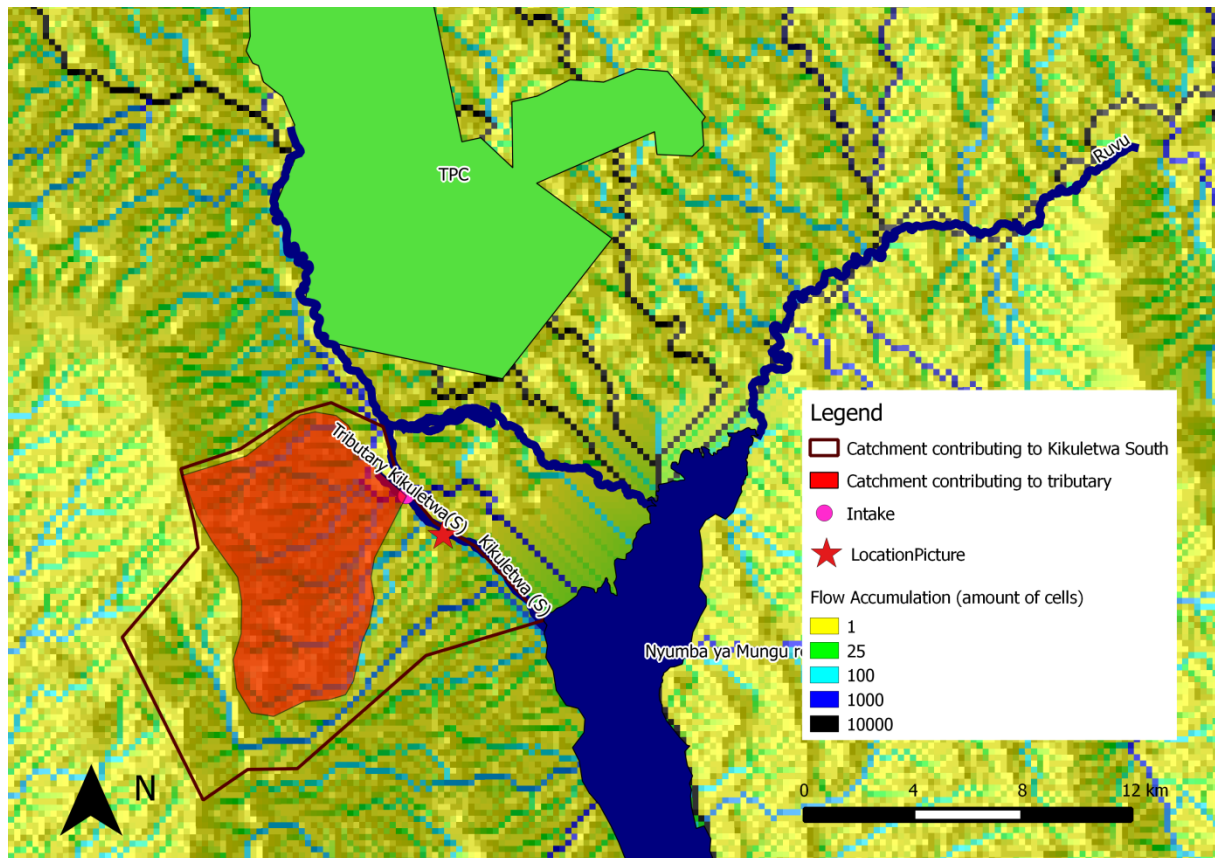 TPC
Ruvu
Tributary Kikuletwa(S)
Kikuletwa (S)
Nyumba ya Mungu re
Legend
Catchment contributing to Kikuletwa South
Catchment contributing to tributary
Intake
LocationPicture
Flow Accumulation (amount of cells)
1
25
100
1000
10000
N
0 4 8 12 km